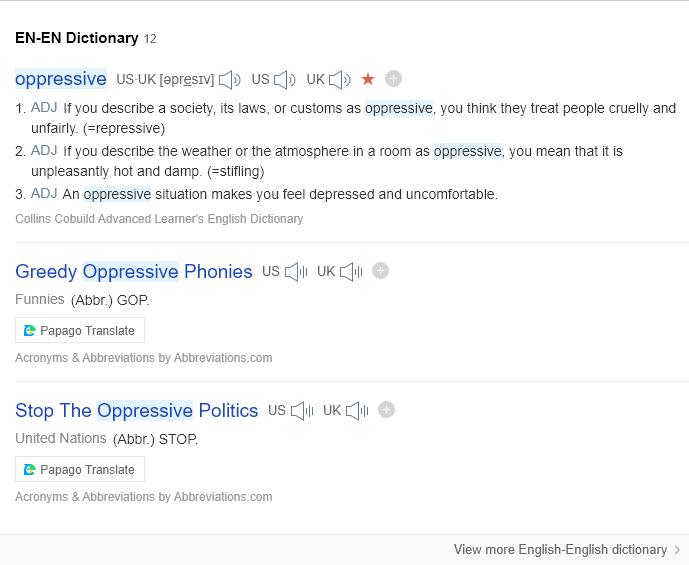 EN-EN Dictionary 12
oppressive US·UK [əpresɪv] US UK
1. ADJ If you describe a society, its laws, or customs as oppressive, you think they treat people cruelly and
unfairly. (=repressive)
2. ADJ If you describe the weather or the atmosphere in a room as oppressive, you mean that it is
unpleasantly hot and damp. (=stifling)
3. ADJ An oppressive situation makes you feel depressed and uncomfortable.
Collins Cobuild Advanced Learner's English Dictionary
Greedy Oppressive Phonies US UK
Funnies (Abbr.) GOP.
Papago Translate
Acronyms & Abbreviations by Abbreviations.com
Stop The Oppressive Politics US UK
United Nations (Abbr.) STOP.
Papago Translate
Acronyms & Abbreviations by Abbreviations.com
View more English-English dictionary